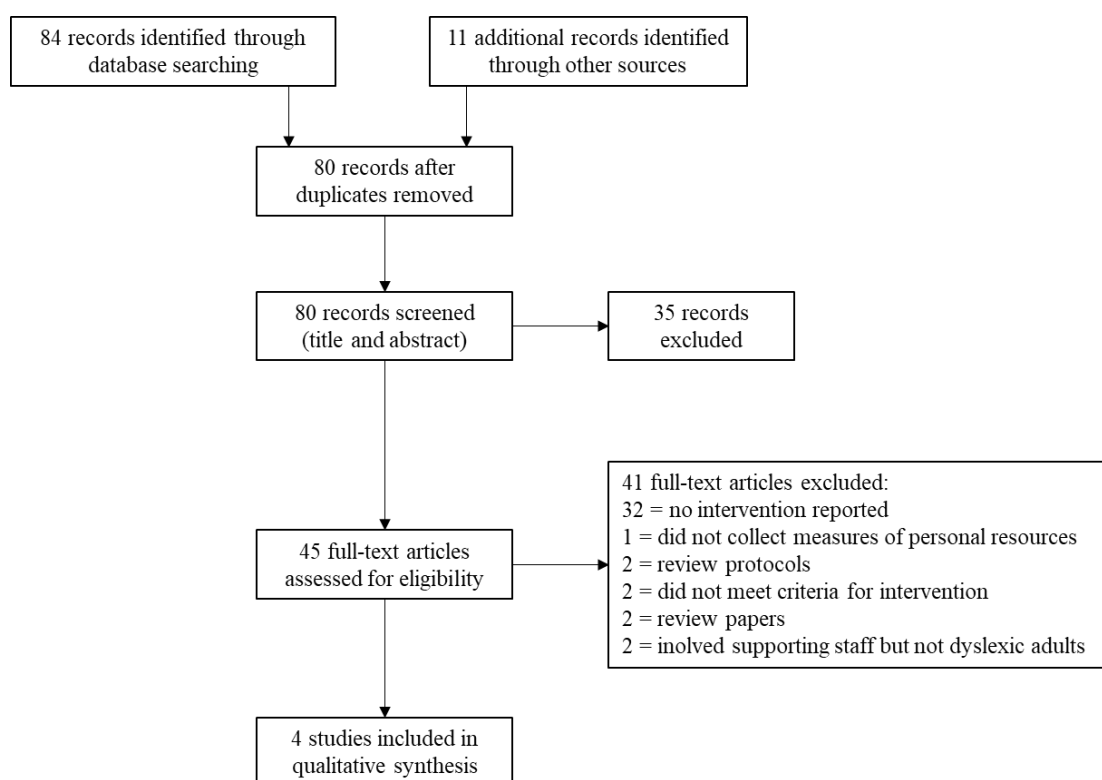 84 records identified through
database searching
11 additional records identified
through other sources
80 records after
duplicates removed
80 records screened
(title and abstract)
35 records
excluded
45 full-text articles
assessed for eligibility
41 full-text articles excluded:
32 = no intervention reported
1 = did not collect measures of personal resources
2 = review protocols
2 = did not meet criteria for intervention
2 = review papers
2 = inolved supporting staff but not dyslexic adults
4 studies included in
qualitative synthesis